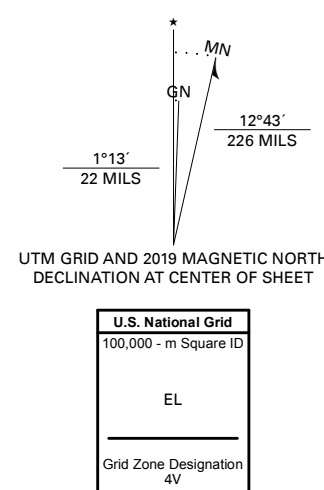 ★
MN
GN
12°43´
226 MILS
1°13´
22 MILS
UTM GRID AND 2019 MAGNETIC NORTH
DECLINATION AT CENTER OF SHEET
U.S. National Grid
100,000 - m Square ID
EL
Grid Zone Designation
4V